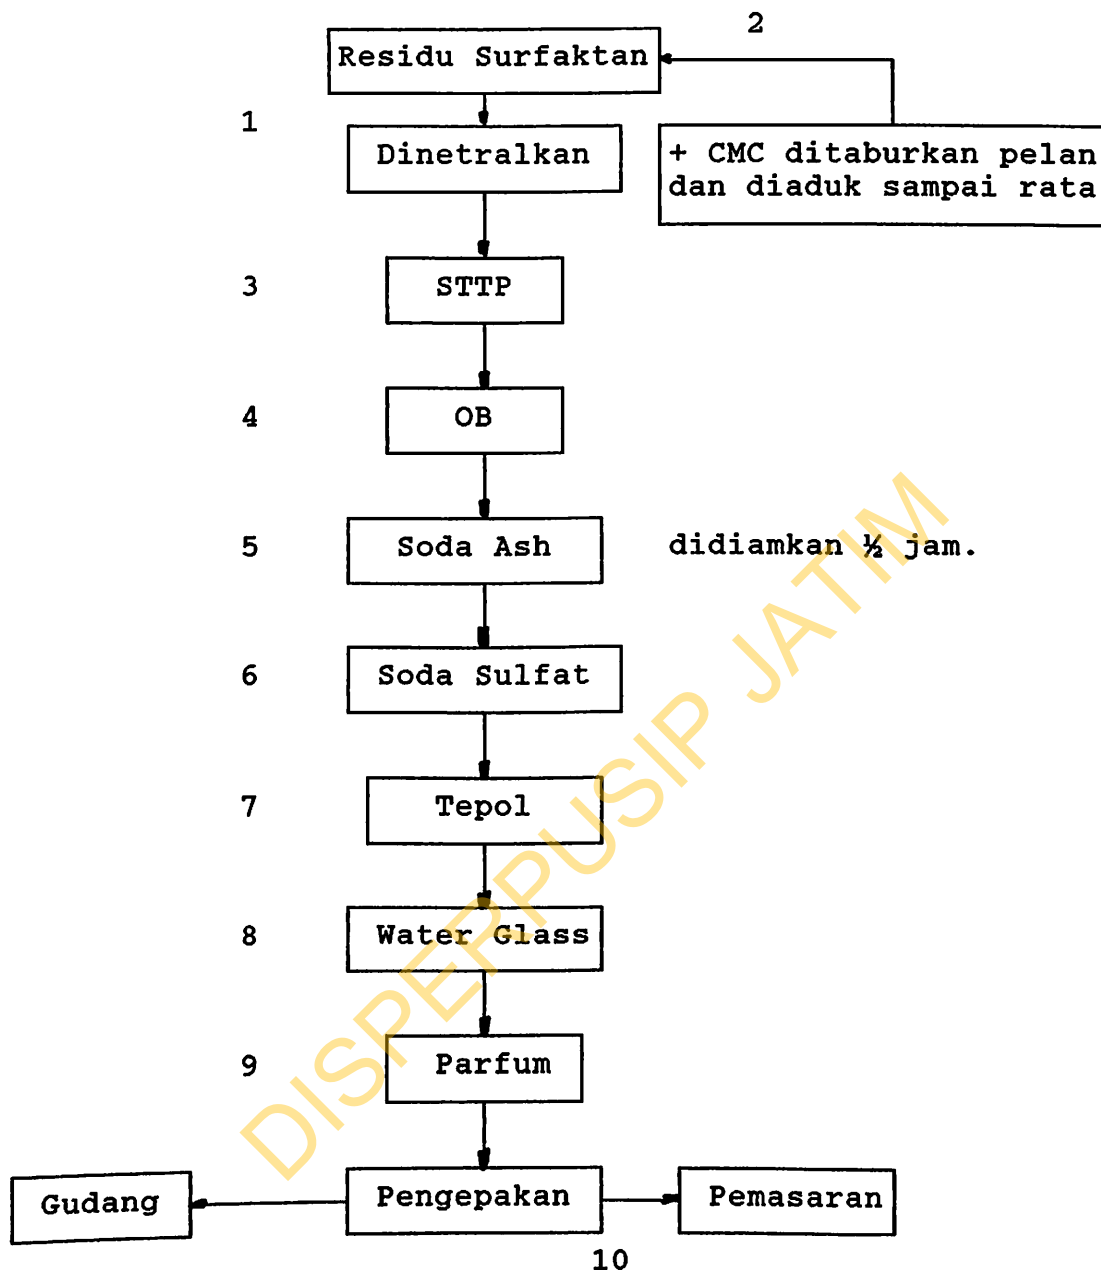 2
Residu Surfaktan
1
Dinetralkan
+ CMC ditaburkan pelan
dan diaduk sampai rata
3
STTP
4
OB
5
Soda Ash
didiamkan ½ jam.
6
Soda Sulfat
7
Tepol
8
Water Glass
9
Parfum
Gudang
Pengepakan
Pemasaran
10
DISPERPUSIP JATIM